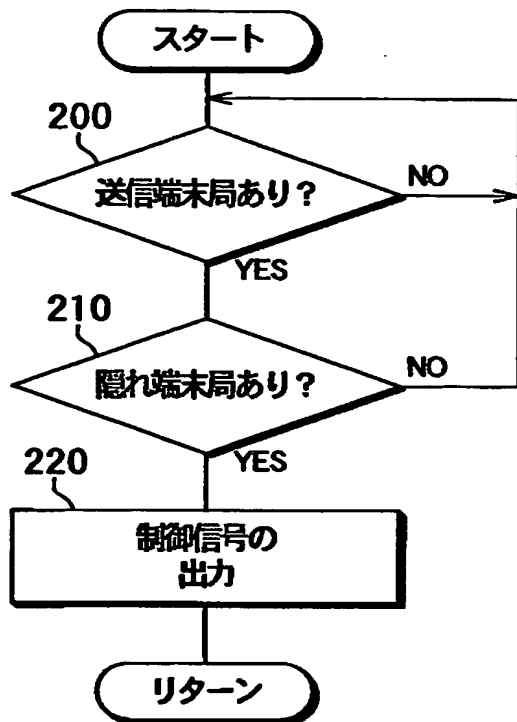 スタート
200
送信端末局あり？
NO
YES
210
隠れ端末局あり？
NO
YES
220
制御信号の
出力
リターン